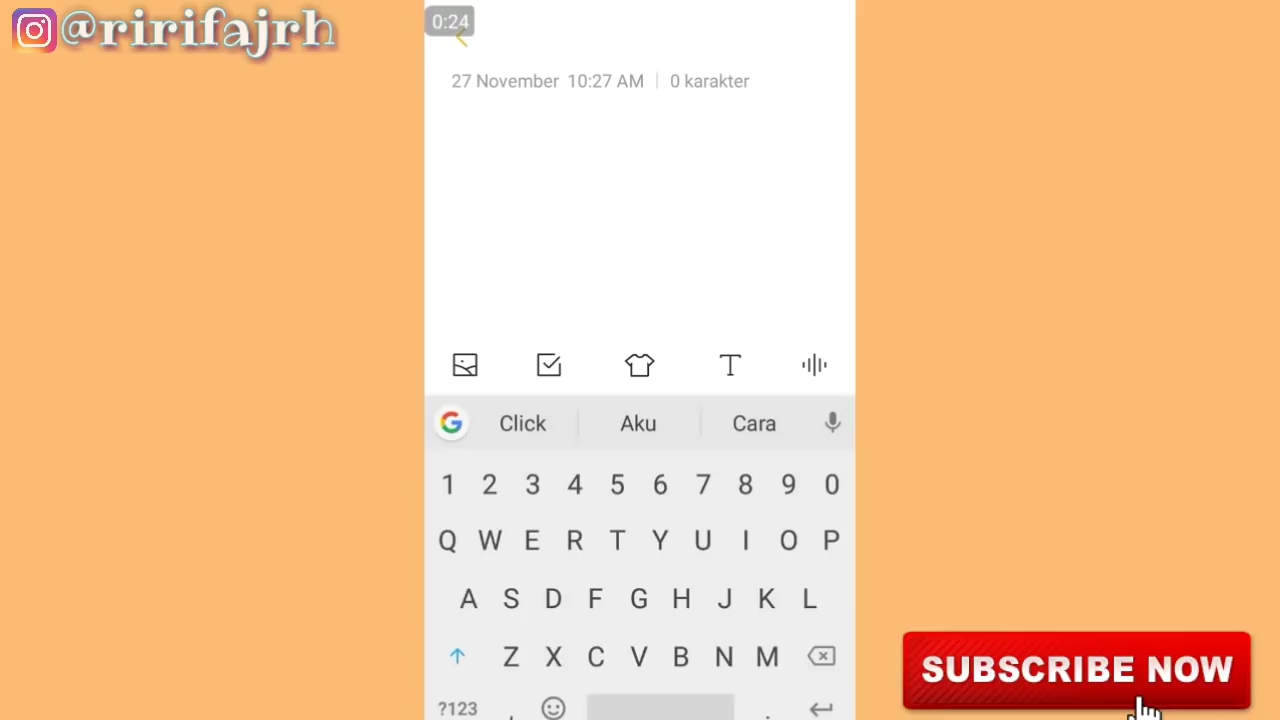 @ririfajrh
0:24
27 November 10:27 AM | 0 karakter
T
G Click Aku Cara
1 2 3 4 5 6 7 8 9 0
Q W E R T Y U I O P
A S D F G H J K L
Z X C V B N M
?123 , .
SUBSCRIBE NOW